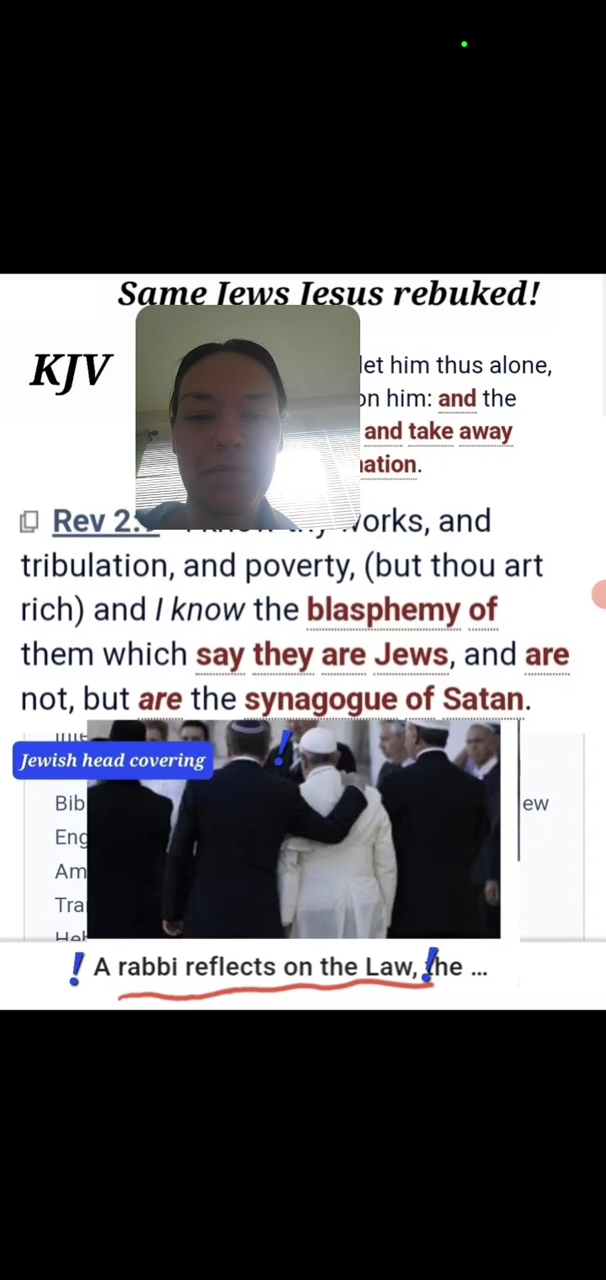 Same Jews Jesus rebuked!
KJV
let him thus alone,
on him: and the
and take away
nation.
Rev 2: works, and
tribulation, and poverty, (but thou art
rich) and I know the blasphemy of
them which say they are Jews, and are
not, but are the synagogue of Satan.
Jewish head covering
Bib
ew
Eng
Am
Tra
! A rabbi reflects on the Law, the ...